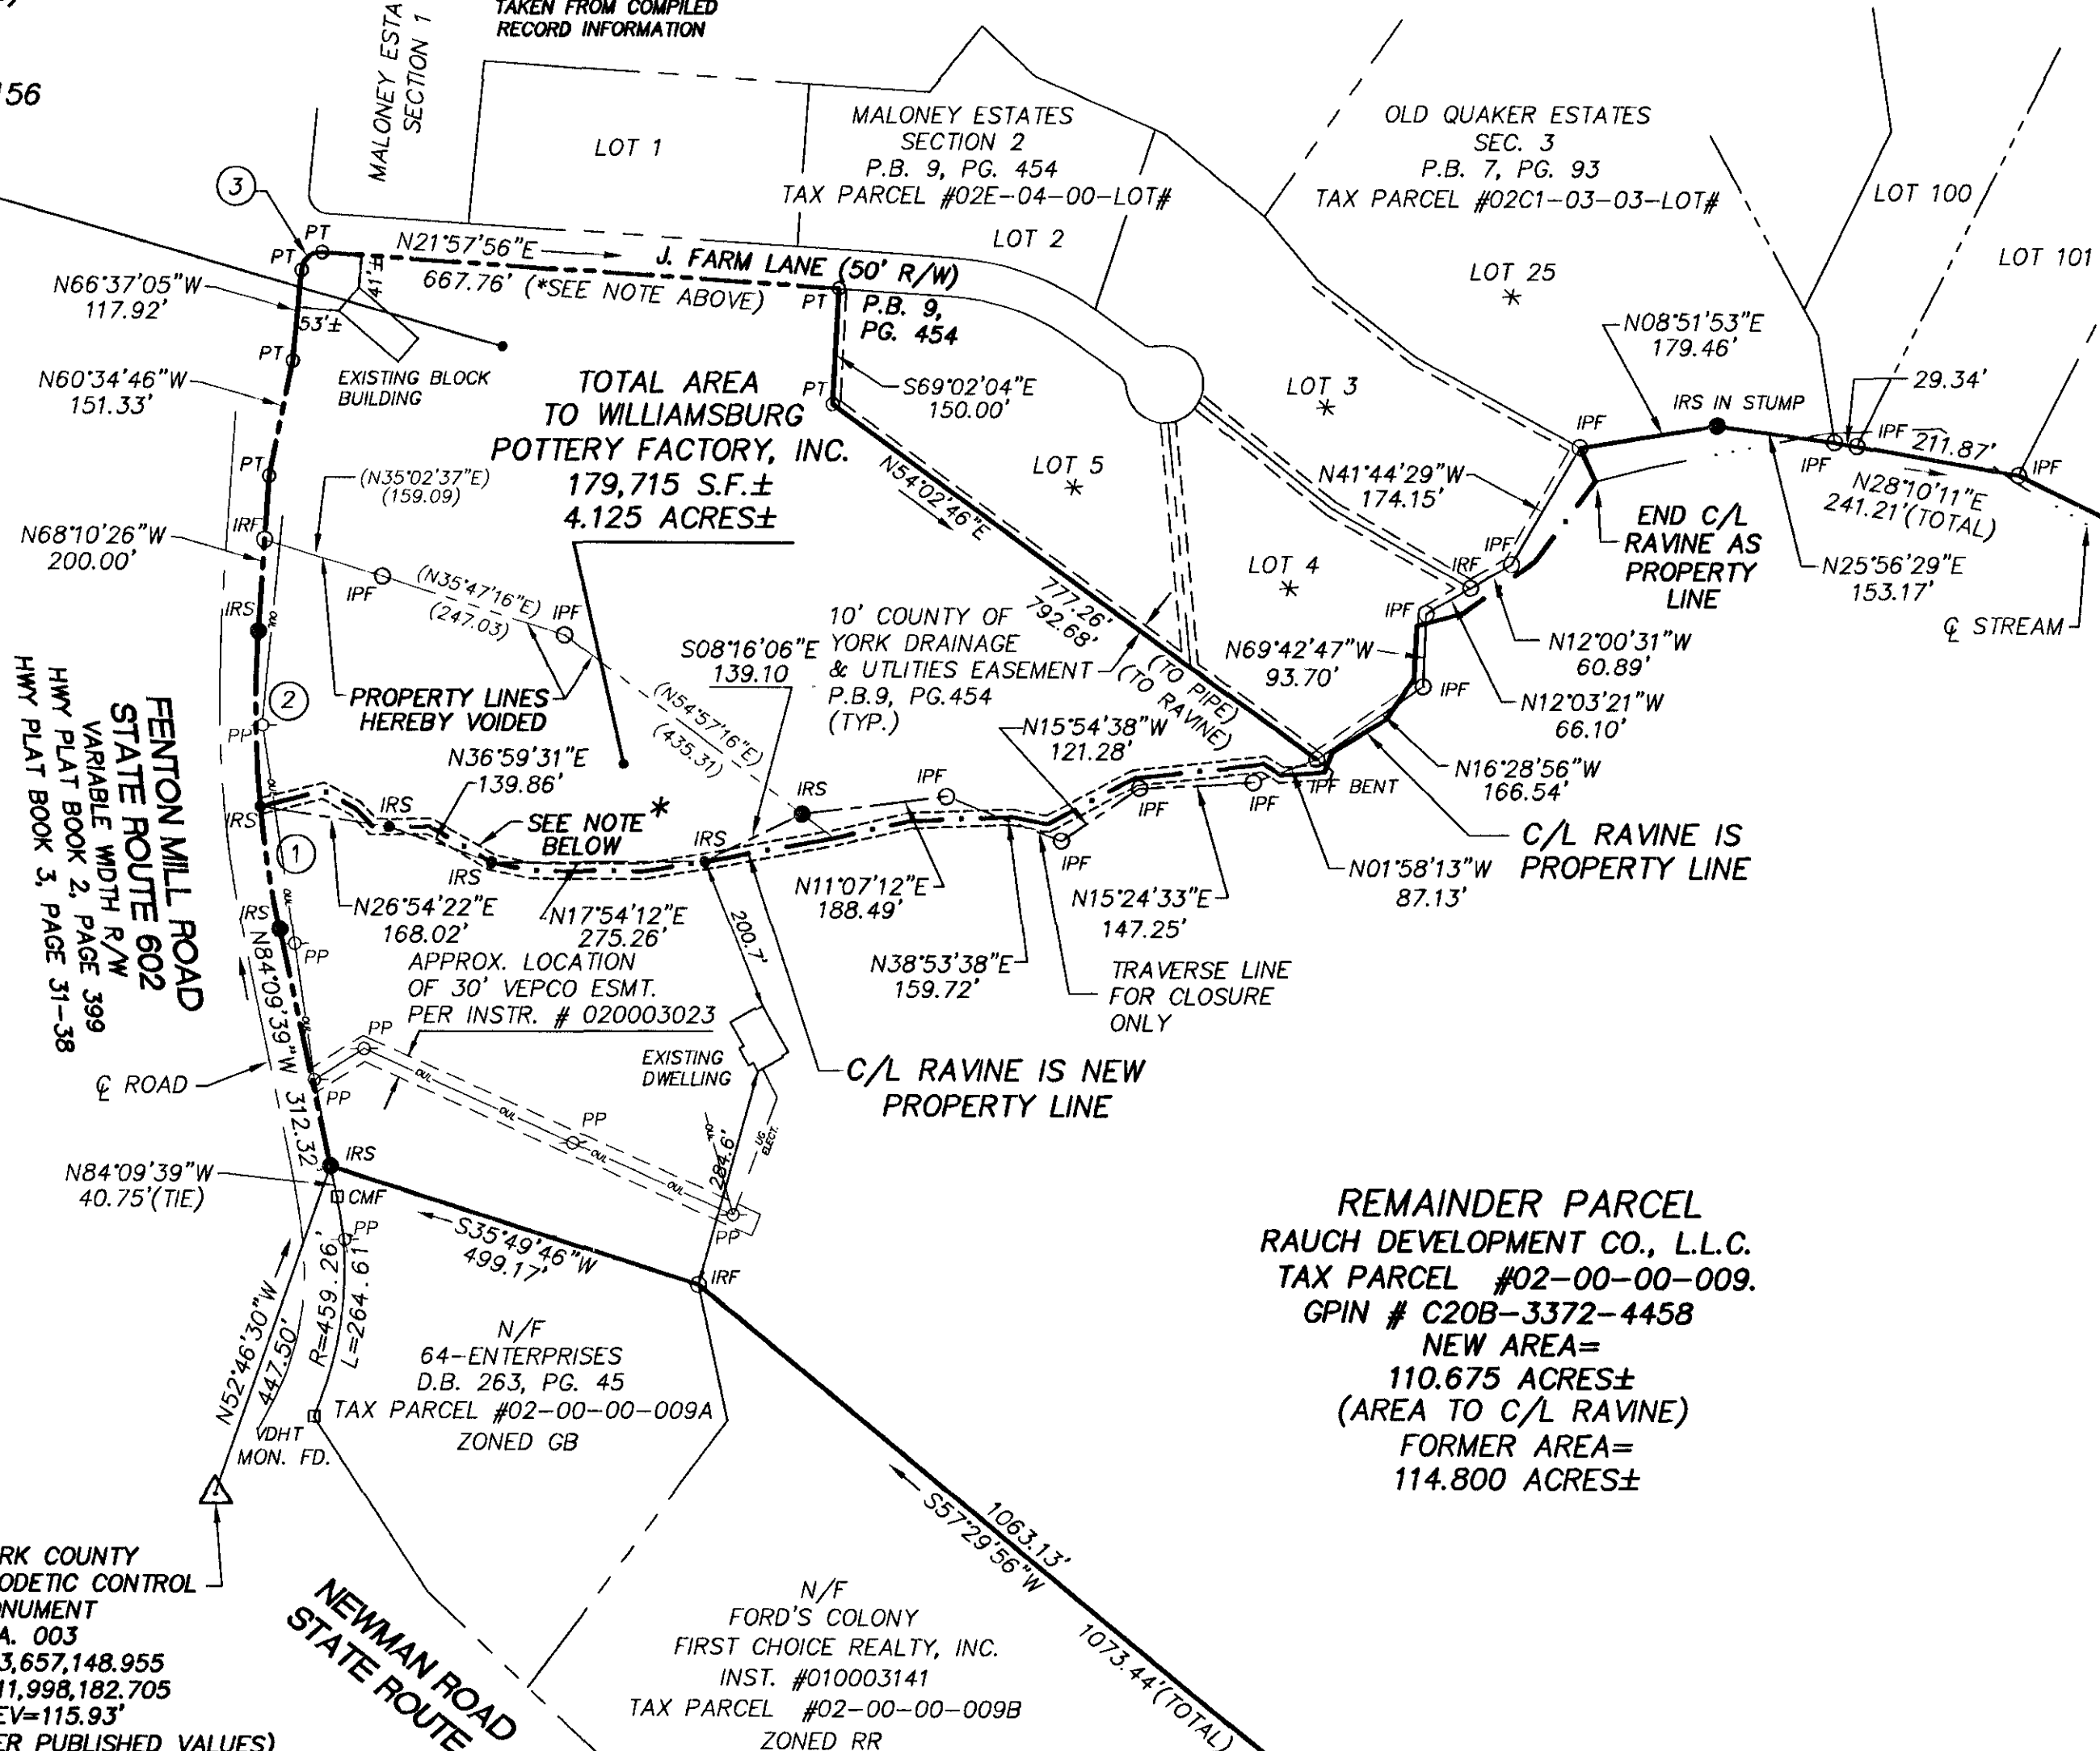 TAKEN FROM COMPILED
RECORD INFORMATION
156
MALONEY ESTA
SECTION 1
LOT 1
MALONEY ESTATES
SECTION 2
P.B. 9, PG. 454
TAX PARCEL #02E-04-00-LOT#
OLD QUAKER ESTATES
SEC. 3
P.B. 7, PG. 93
TAX PARCEL #02C1-03-03-LOT#
LOT 100
LOT 101
LOT 2
LOT 25
*
3
PT
PT
N21°57'56"E
667.76' (*SEE NOTE ABOVE)
J. FARM LANE (50' R/W)
P.B. 9,
PG. 454
PT
41'±
53'±
N66°37'05"W
117.92'
PT
EXISTING BLOCK
BUILDING
N60°34'46"W
151.33'
PT
TOTAL AREA
TO WILLIAMSBURG
POTTERY FACTORY, INC.
179,715 S.F.±
4.125 ACRES±
PT
S69°02'04"E
150.00'
LOT 3
*
N08°51'53"E
179.46'
29.34'
IRS IN STUMP
IPF
IPF
IPF
211.87'
IPF
N28°10'11"E
241.21'(TOTAL)
N25°56'29"E
153.17'
℄ STREAM
LOT 5
*
N54°02'46"E
777.26'
792.68'
(TO PIPE)
(TO RAVINE)
N41°44'29"W
174.15'
END C/L
RAVINE AS
PROPERTY
LINE
(N35°02'37"E)
(159.09)
IRF
N68°10'26"W
200.00'
IPF
(N35°47'16"E)
(247.03)
IPF
IRS
OUL
LOT 4
*
IPF
IRF
IPF
N12°00'31"W
60.89'
N12°03'21"W
66.10'
N69°42'47"W
93.70'
IPF
10' COUNTY OF
YORK DRAINAGE
& UTLITIES EASEMENT
P.B.9, PG.454
(TYP.)
S08°16'06"E
139.10
PROPERTY LINES
HEREBY VOIDED
(N54°57'16"E)
(435.31)
2
PP
OUL
FENTON MILL ROAD
STATE ROUTE 602
VARIABLE WIDTH R/W
HWY PLAT BOOK 2, PAGE 399
HWY PLAT BOOK 3, PAGE 31-38
N36°59'31"E
139.86'
IRS
IPF
N15°54'38"W
121.28'
N16°28'56"W
166.54'
IPF BENT
IPF
IPF
IRS
IRS
SEE NOTE *
BELOW
IRS
IRS
IPF
C/L RAVINE IS
PROPERTY LINE
N01°58'13"W
87.13'
1
N26°54'22"E
168.02'
N17°54'12"E
275.26'
N11°07'12"E
188.49'
N15°24'33"E
147.25'
N38°53'38"E
159.72'
TRAVERSE LINE
FOR CLOSURE
ONLY
IRS
PP
OUL
OUL
N84°09'39"W 312.32
APPROX. LOCATION
OF 30' VEPCO ESMT.
PER INSTR. # 020003023
200.7'
PP
EXISTING
DWELLING
C/L RAVINE IS NEW
PROPERTY LINE
℄ ROAD
PP
OUL
PP
OUL
OUL
OUL
UG
ELECT.
284.6'
PP
IRS
N84°09'39"W
40.75'(TIE)
CMF
PP
S35°49'46"W
499.17'
IRF
REMAINDER PARCEL
RAUCH DEVELOPMENT CO., L.L.C.
TAX PARCEL #02-00-00-009.
GPIN # C20B-3372-4458
NEW AREA=
110.675 ACRES±
(AREA TO C/L RAVINE)
FORMER AREA=
114.800 ACRES±
N52°46'30"W
447.50'
R=459.26'
L=264.61'
N/F
64-ENTERPRISES
D.B. 263, PG. 45
TAX PARCEL #02-00-00-009A
ZONED GB
VDHT
MON. FD.
1063.13'
S57°29'56"W
1073.44'(TOTAL)
RK COUNTY
ODETIC CONTROL
ONUMENT
A. 003
3,657,148.955
11,998,182.705
EV=115.93'
ER PUBLISHED VALUES)
NEWMAN ROAD
STATE ROUTE
N/F
FORD'S COLONY
FIRST CHOICE REALTY, INC.
INST. #010003141
TAX PARCEL #02-00-00-009B
ZONED RR